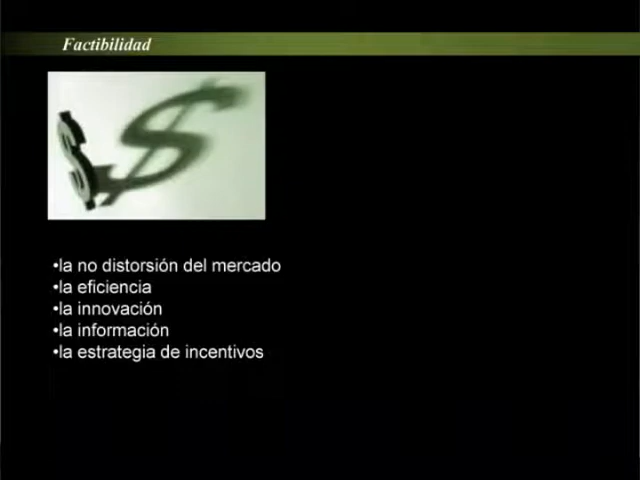 Factibilidad
•la no distorsión del mercado
•la eficiencia
•la innovación
•la información
•la estrategia de incentivos